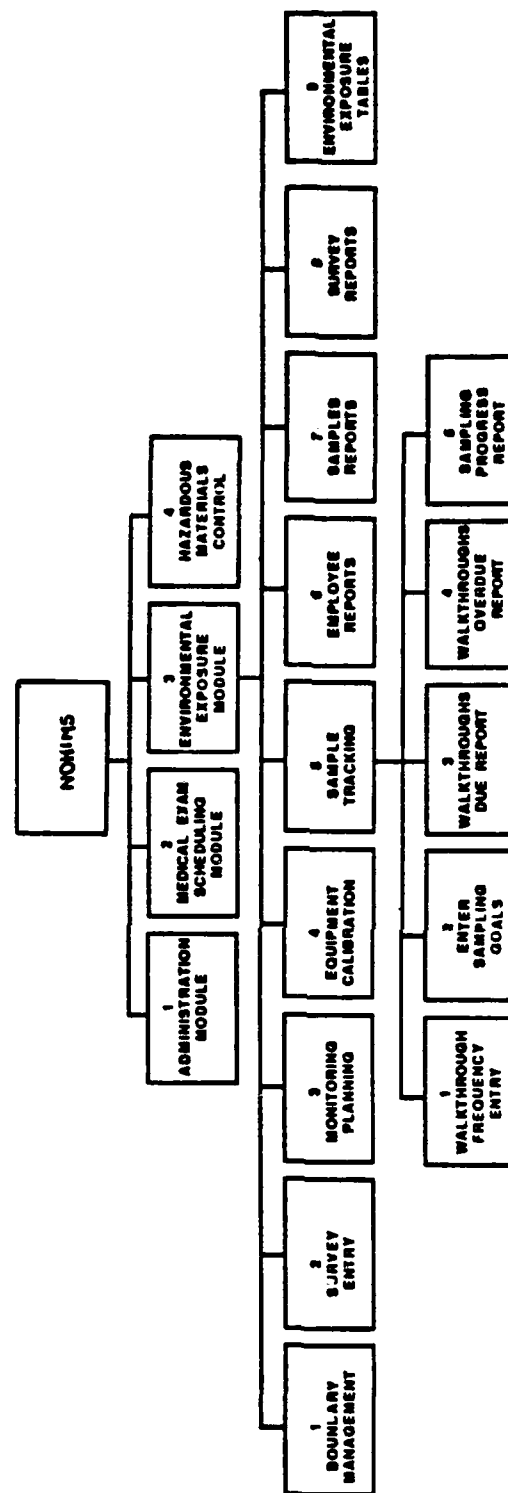 NOHIMS
1
ADMINISTRATION
MODULE
2
MEDICAL EXAM
SCHEDULING
MODULE
3
ENVIRONMENTAL
EXPOSURE
MODULE
4
HAZARDOUS
MATERIALS
CONTROL
1
BOUNDARY
MANAGEMENT
2
SURVEY
ENTRY
3
MONITORING
PLANNING
4
EQUIPMENT
CALIBRATION
5
SAMPLE
TRACKING
6
EMPLOYEE
REPORTS
7
SAMPLES
REPORTS
8
SURVEY
REPORTS
9
ENVIRONMENTAL
EXPOSURE
TABLES
1
WALKTHROUGH
FREQUENCY
ENTRY
2
ENTER
SAMPLING
GOALS
3
WALKTHROUGHS
DUE REPORT
4
WALKTHROUGHS
OVERDUE
REPORT
5
SAMPLING
PROGRESS
REPORT